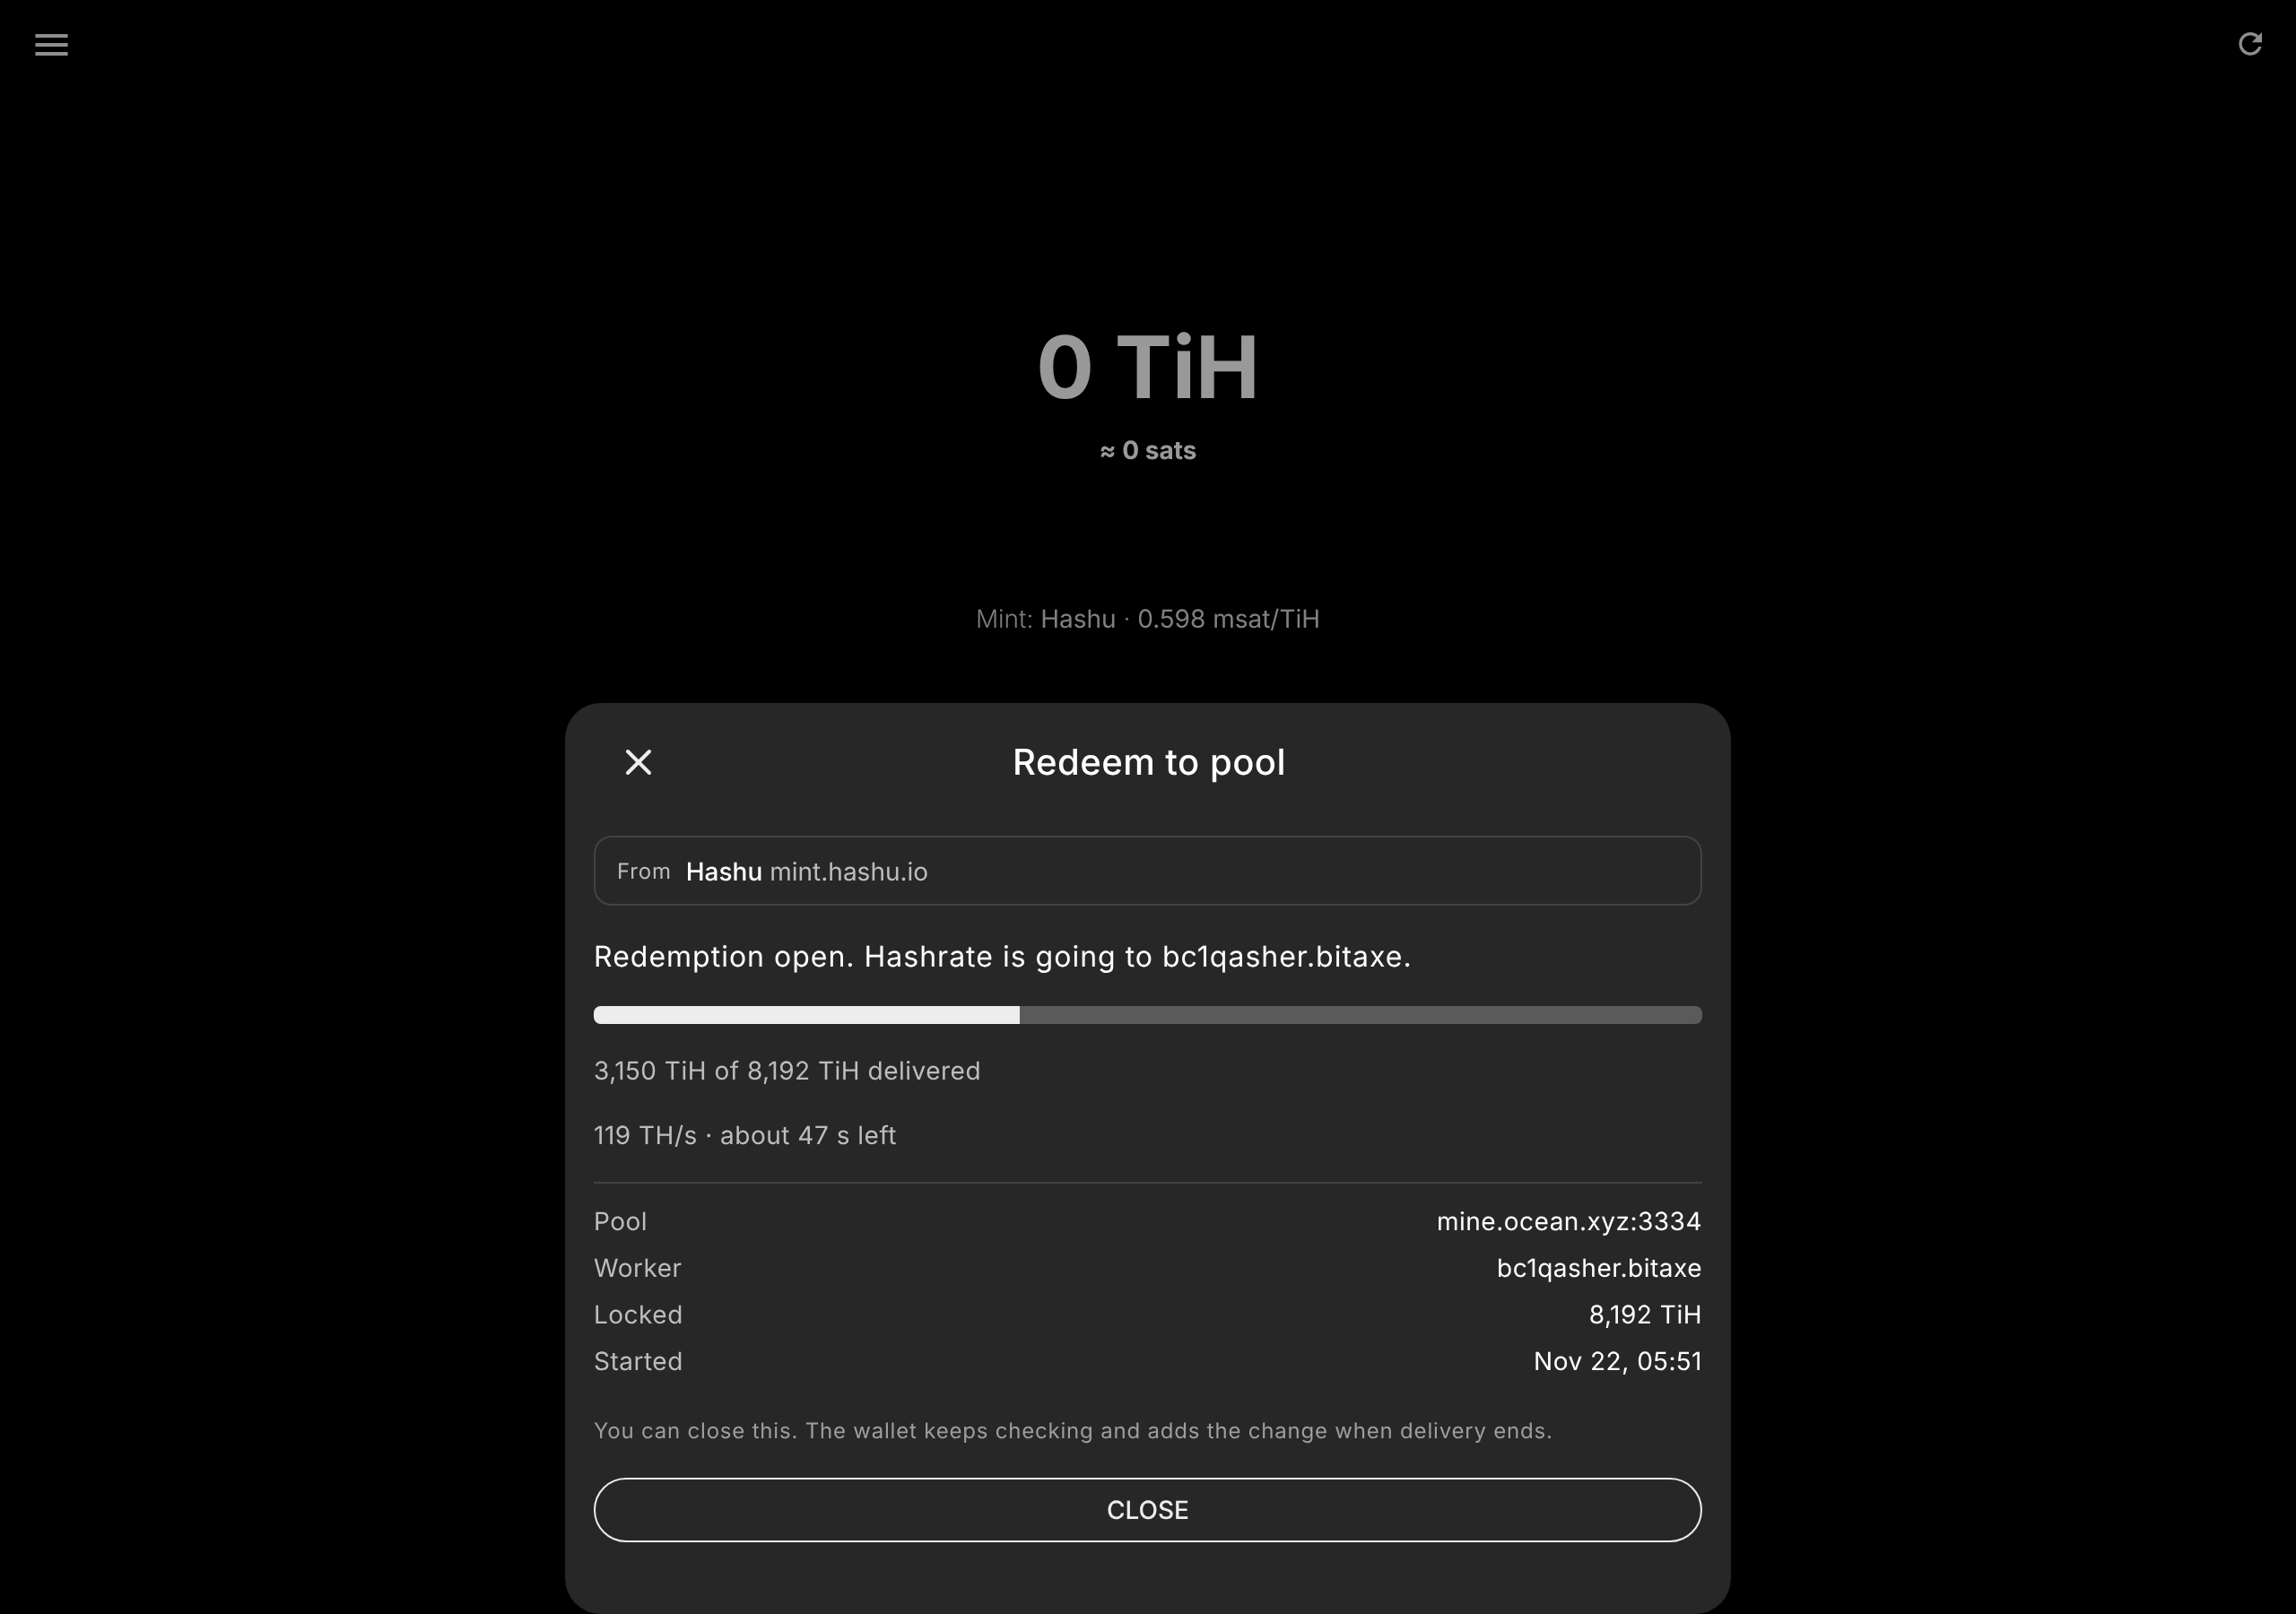 0 TiH
≈ 0 sats
Mint: Hashu · 0.598 msat/TiH
Redeem to pool
From Hashu mint.hashu.io
Redemption open. Hashrate is going to bc1qasher.bitaxe.
3,150 TiH of 8,192 TiH delivered
119 TH/s · about 47 s left
Pool mine.ocean.xyz:3334
Worker bc1qasher.bitaxe
Locked 8,192 TiH
Started Nov 22, 05:51
You can close this. The wallet keeps checking and adds the change when delivery ends.
CLOSE